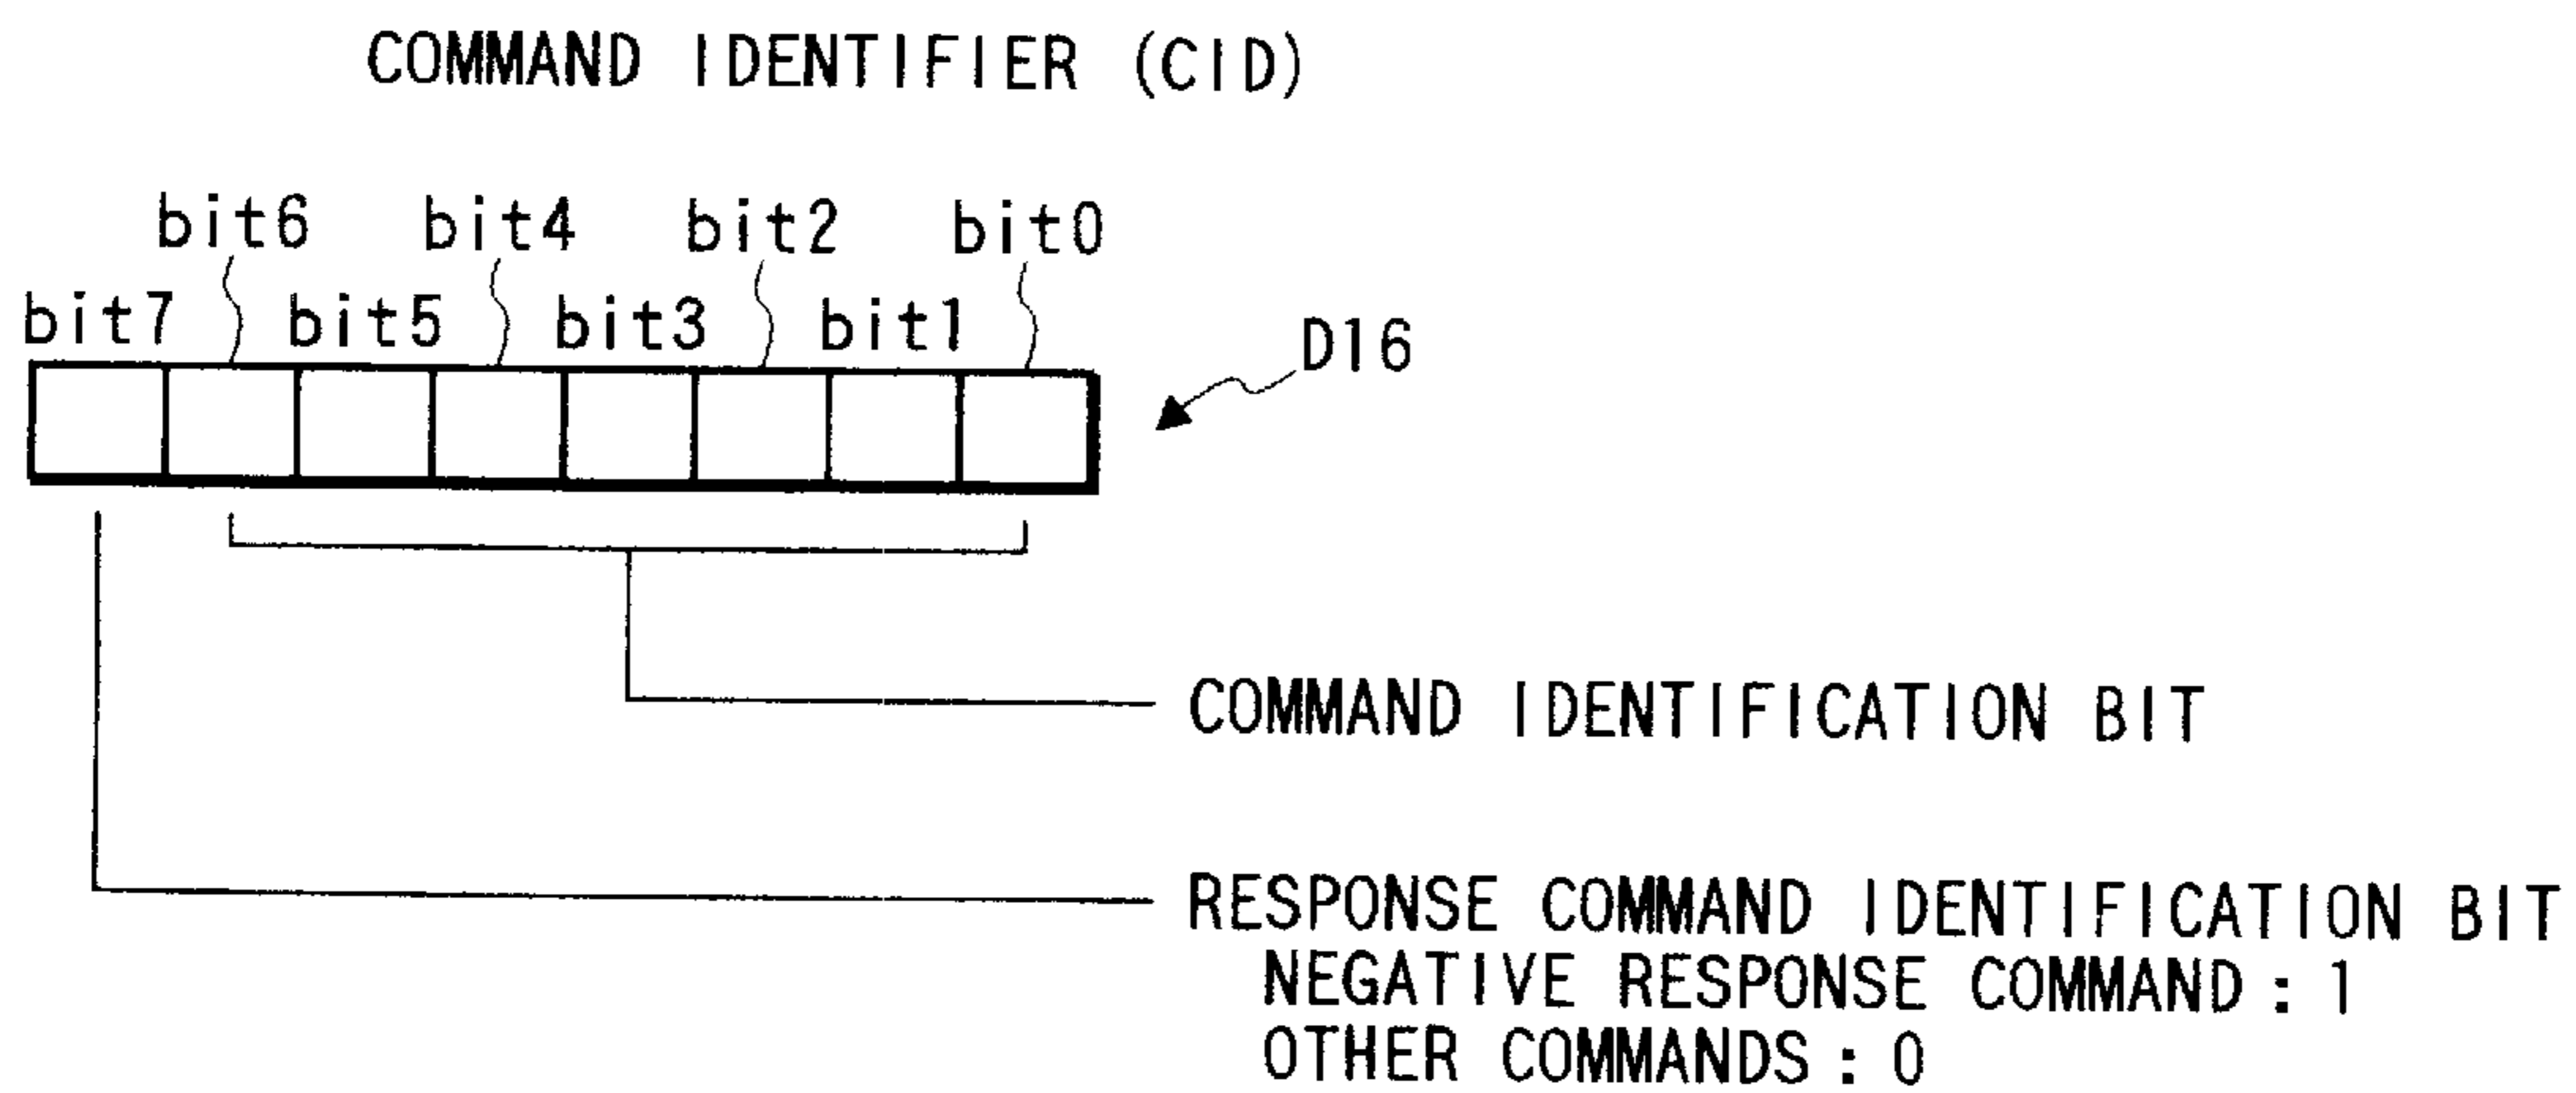 COMMAND IDENTIFIER (CID)
bit6 bit4 bit2 bit0
bit7 bit5 bit3 bit1
D16
COMMAND IDENTIFICATION BIT
RESPONSE COMMAND IDENTIFICATION BIT
NEGATIVE RESPONSE COMMAND : 1
OTHER COMMANDS : 0